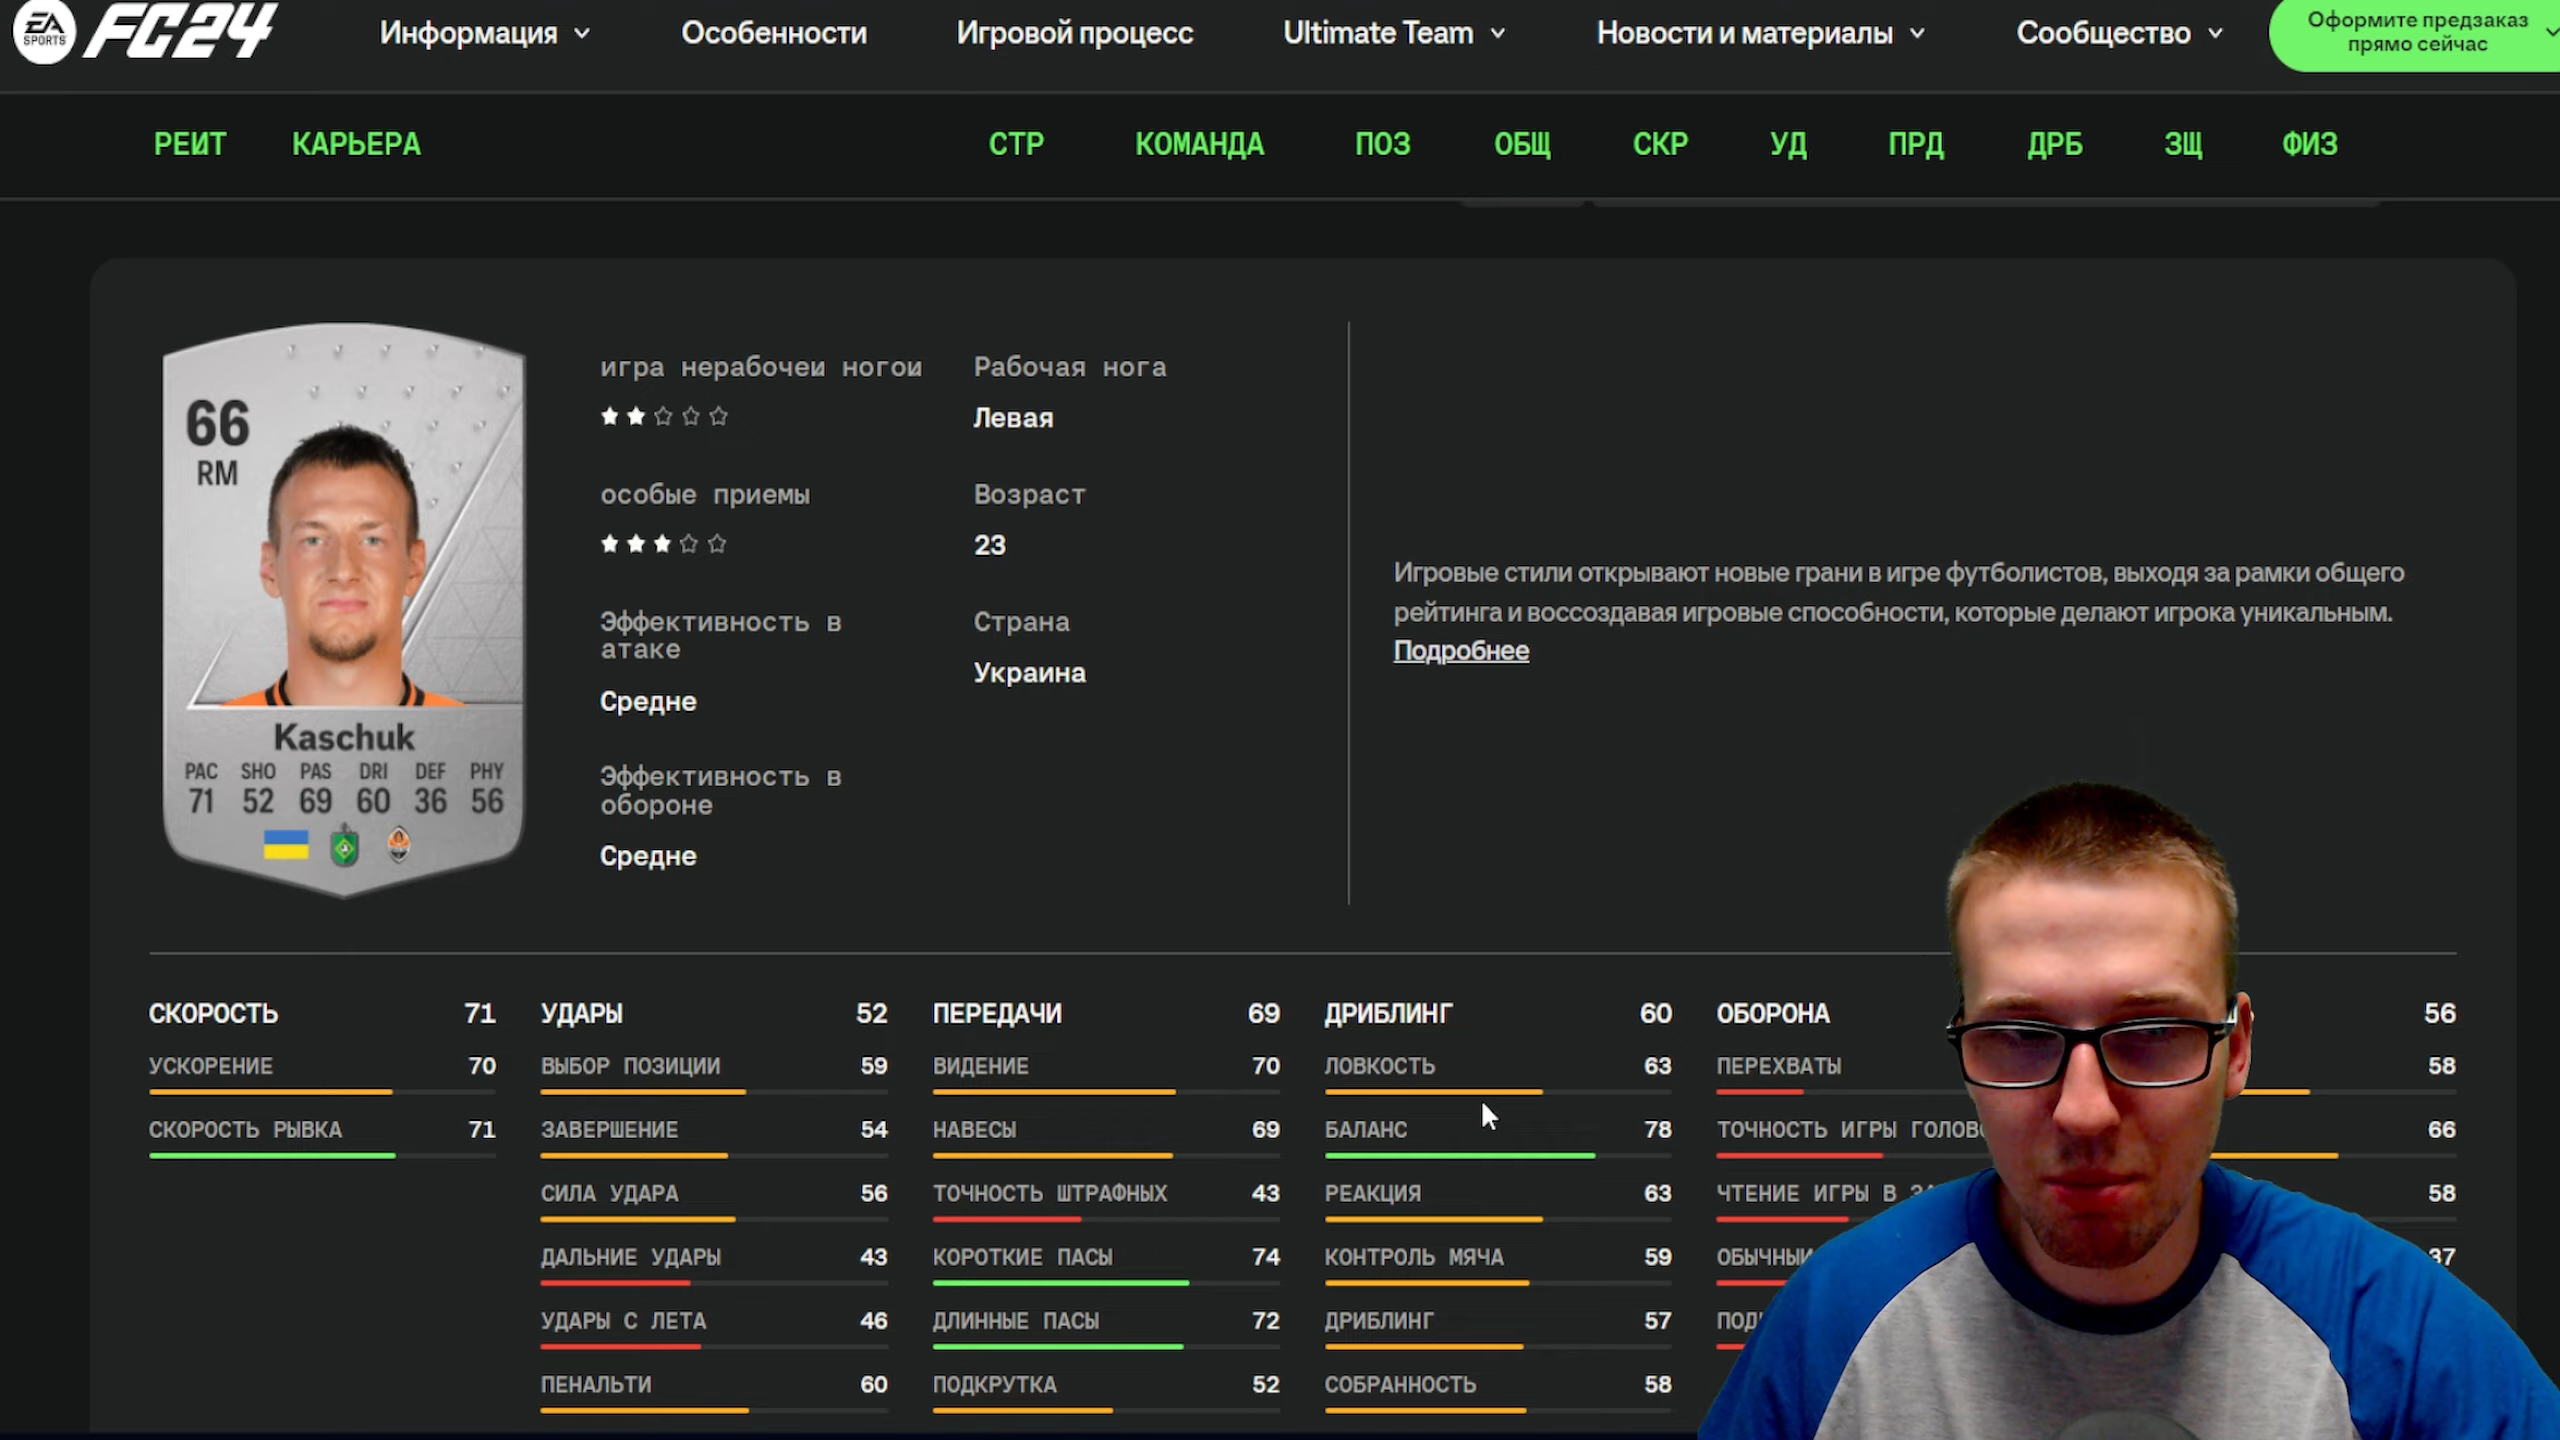 EA SPORTS FC24
Информация
Особенности
Игровой процесс
Ultimate Team
Новости и материалы
Сообщество
Оформите предзаказ
прямо сейчас
РЕЙТ КАРЬЕРА СТР КОМАНДА ПОЗ ОБЩ СКР УД ПРД ДРБ ЗЩ ФИЗ
66
RM
Kaschuk
PAC SHO PAS DRI DEF PHY
71 52 69 60 36 56
игра нерабочей ногой
Рабочая нога
Левая
особые приемы
Возраст
23
Эффективность в
атаке
Средне
Страна
Украина
Эффективность в
обороне
Средне
Игровые стили открывают новые грани в игре футболистов, выходя за рамки общего
рейтинга и воссоздавая игровые способности, которые делают игрока уникальным.
Подробнее
СКОРОСТЬ 71
УСКОРЕНИЕ 70
СКОРОСТЬ РЫВКА 71
УДАРЫ 52
ВЫБОР ПОЗИЦИИ 59
ЗАВЕРШЕНИЕ 54
СИЛА УДАРА 56
ДАЛЬНИЕ УДАРЫ 43
УДАРЫ С ЛЕТА 46
ПЕНАЛЬТИ 60
ПЕРЕДАЧИ 69
ВИДЕНИЕ 70
НАВЕСЫ 69
ТОЧНОСТЬ ШТРАФНЫХ 43
КОРОТКИЕ ПАСЫ 74
ДЛИННЫЕ ПАСЫ 72
ПОДКРУТКА 52
ДРИБЛИНГ 60
ЛОВКОСТЬ 63
БАЛАНС 78
РЕАКЦИЯ 63
КОНТРОЛЬ МЯЧА 59
ДРИБЛИНГ 57
СОБРАННОСТЬ 58
ОБОРОНА
ПЕРЕХВАТЫ
ТОЧНОСТЬ ИГРЫ
ЧТЕНИЕ ИГРЫ В
56
58
66
58
37